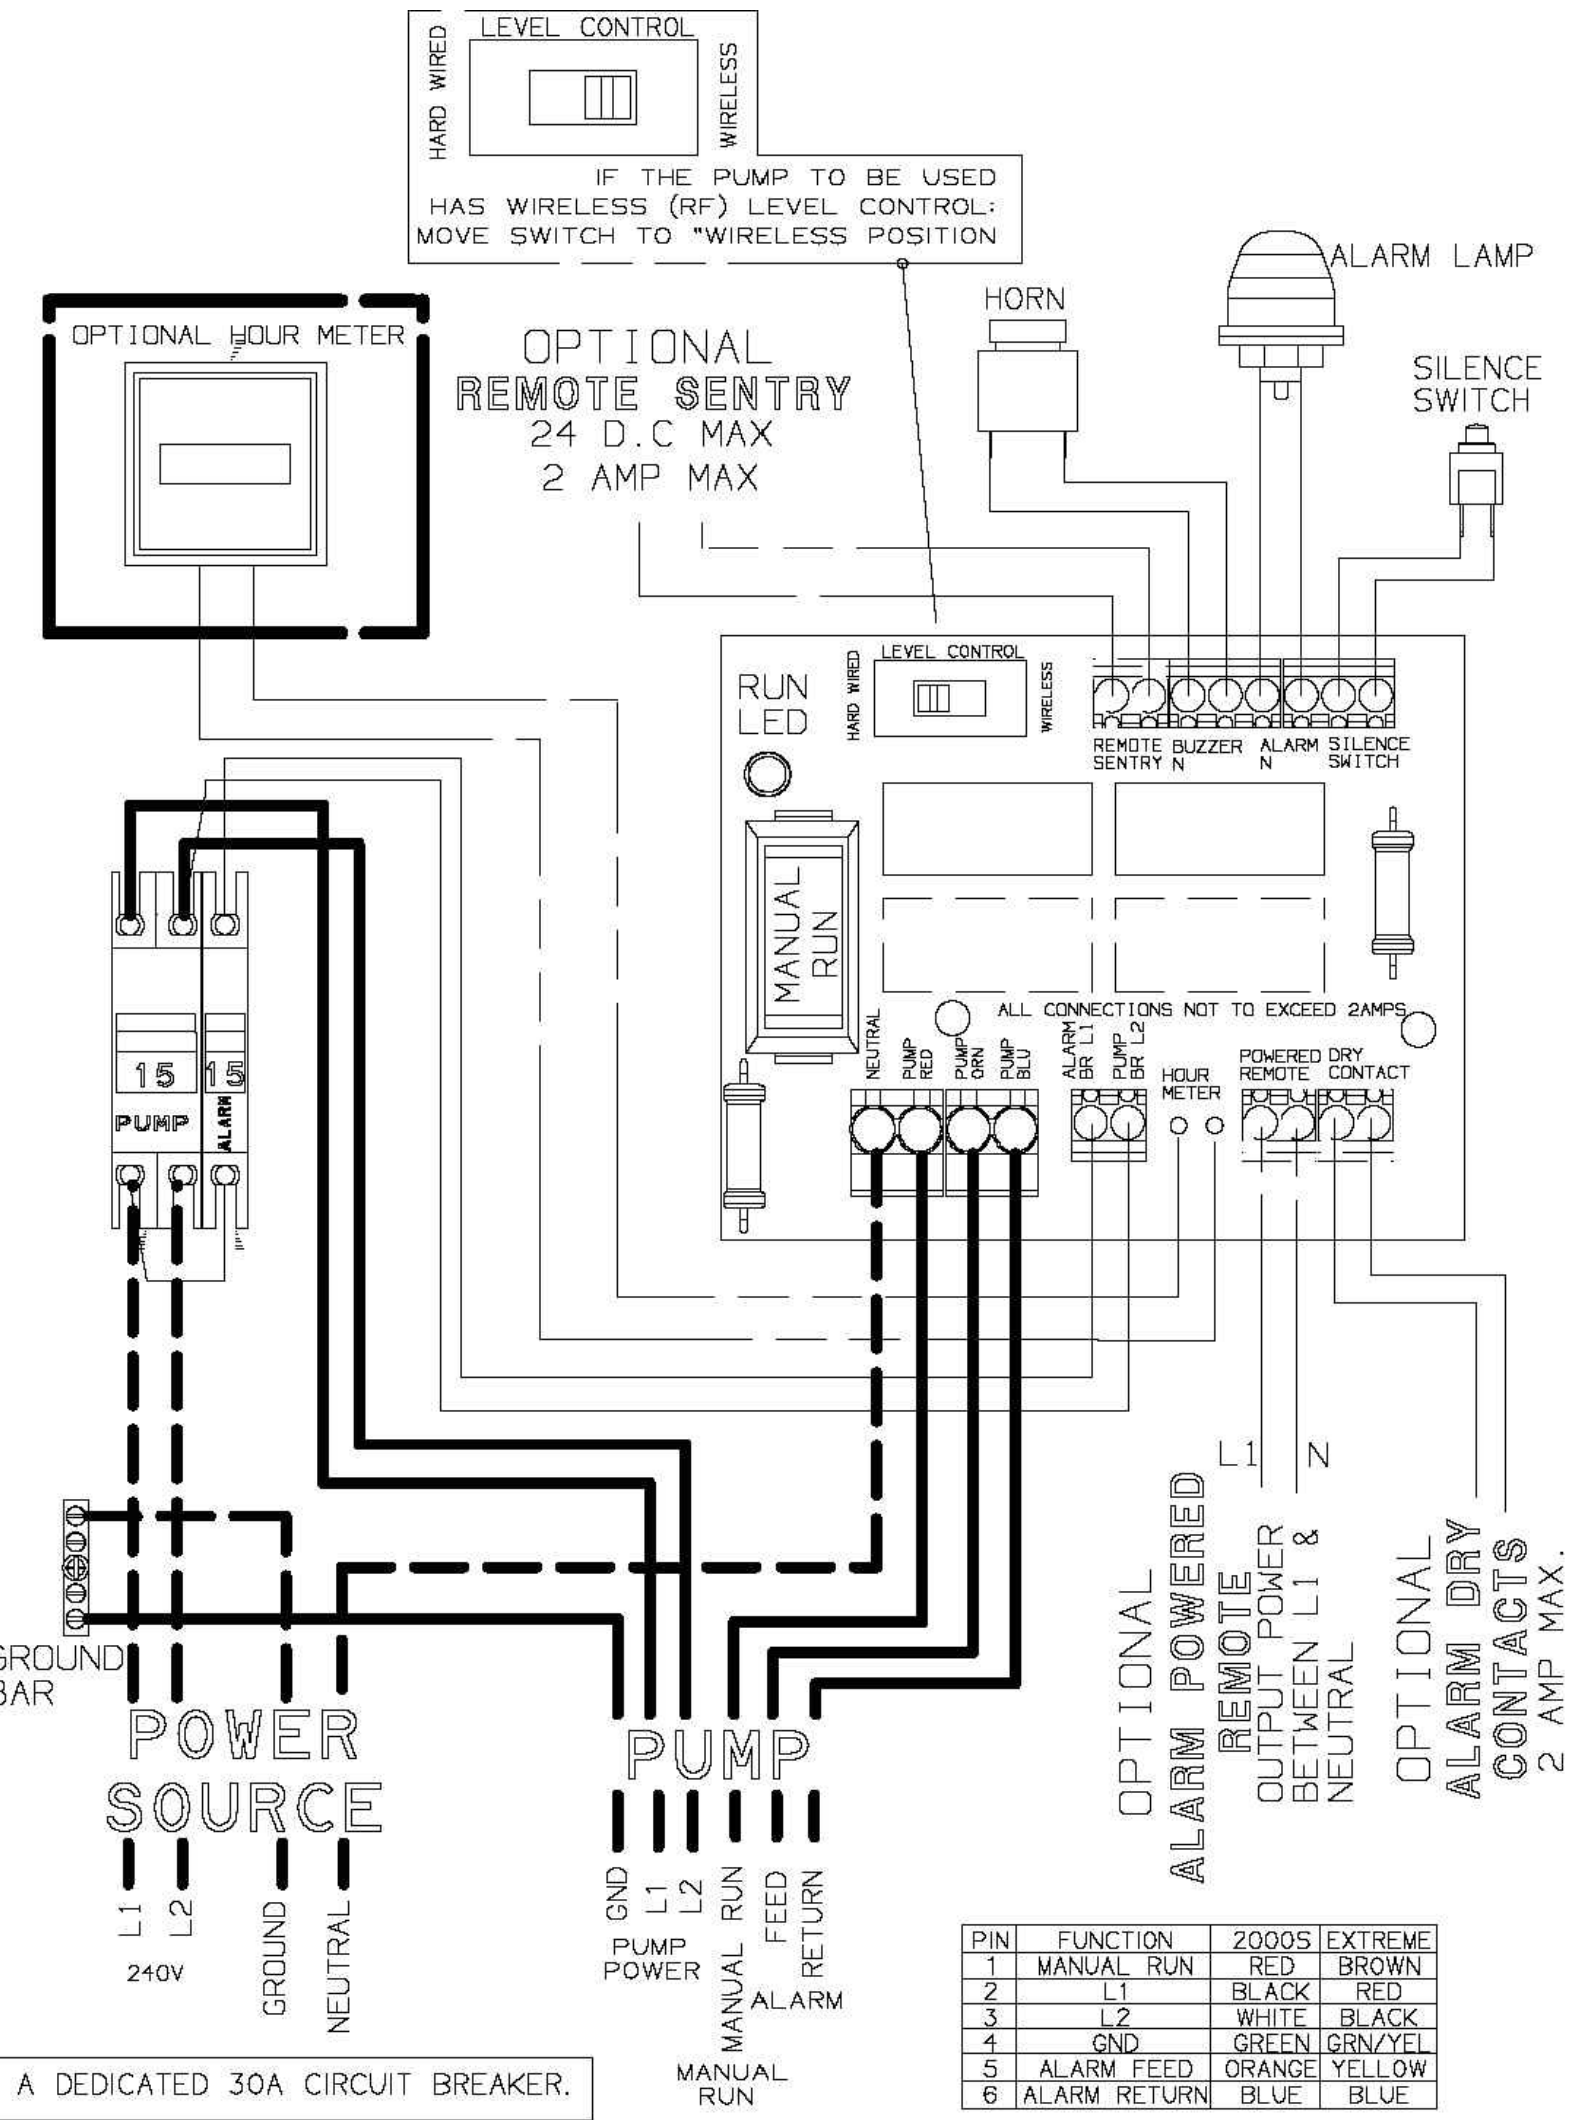 LEVEL CONTROL
HARD WIRED
WIRELESS
IF THE PUMP TO BE USED
HAS WIRELESS (RF) LEVEL CONTROL:
MOVE SWITCH TO "WIRELESS POSITION
ALARM LAMP
HORN
OPTIONAL HOUR METER
OPTIONAL
REMOTE SENTRY
24 D.C MAX
2 AMP MAX
SILENCE
SWITCH
LEVEL CONTROL
HARD WIRED
WIRELESS
RUN
LED
REMOTE
SENTRY
BUZZER
N
ALARM
N
SILENCE
SWITCH
MANUAL
RUN
ALL CONNECTIONS NOT TO EXCEED 2AMPS
NEUTRAL
PUMP
RED
PUMP
ORN
PUMP
BLU
ALARM
BR L1
PUMP
BR L2
HOUR
METER
POWERED
REMOTE
DRY
CONTACT
15
15
PUMP
ALARM
L1
N
OPTIONAL
ALARM POWERED
REMOTE
OUTPUT POWER
BETWEEN L1 &
NEUTRAL
OPTIONAL
ALARM DRY
CONTACTS
2 AMP MAX.
GROUND
BAR
POWER
SOURCE
L1
L2
240V
GROUND
NEUTRAL
PUMP
GND
L1
L2
PUMP
POWER
MANUAL RUN
FEED
RETURN
ALARM
MANUAL
RUN
PIN FUNCTION 2000S EXTREME
1 MANUAL RUN RED BROWN
2 L1 BLACK RED
3 L2 WHITE BLACK
4 GND GREEN GRN/YEL
5 ALARM FEED ORANGE YELLOW
6 ALARM RETURN BLUE BLUE
A DEDICATED 30A CIRCUIT BREAKER.